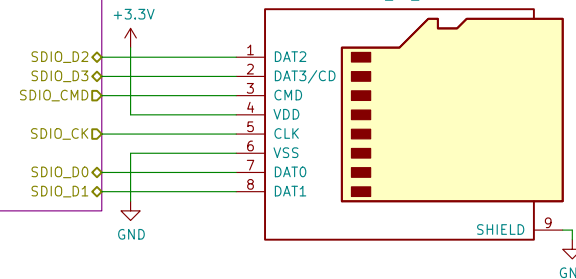 +3.3V
SDIO_D2 1 DAT2
SDIO_D3 2 DAT3/CD
SDIO_CMD 3 CMD
4 VDD
SDIO_CK 5 CLK
6 VSS
SDIO_D0 7 DAT0
SDIO_D1 8 DAT1
GND
SHIELD 9